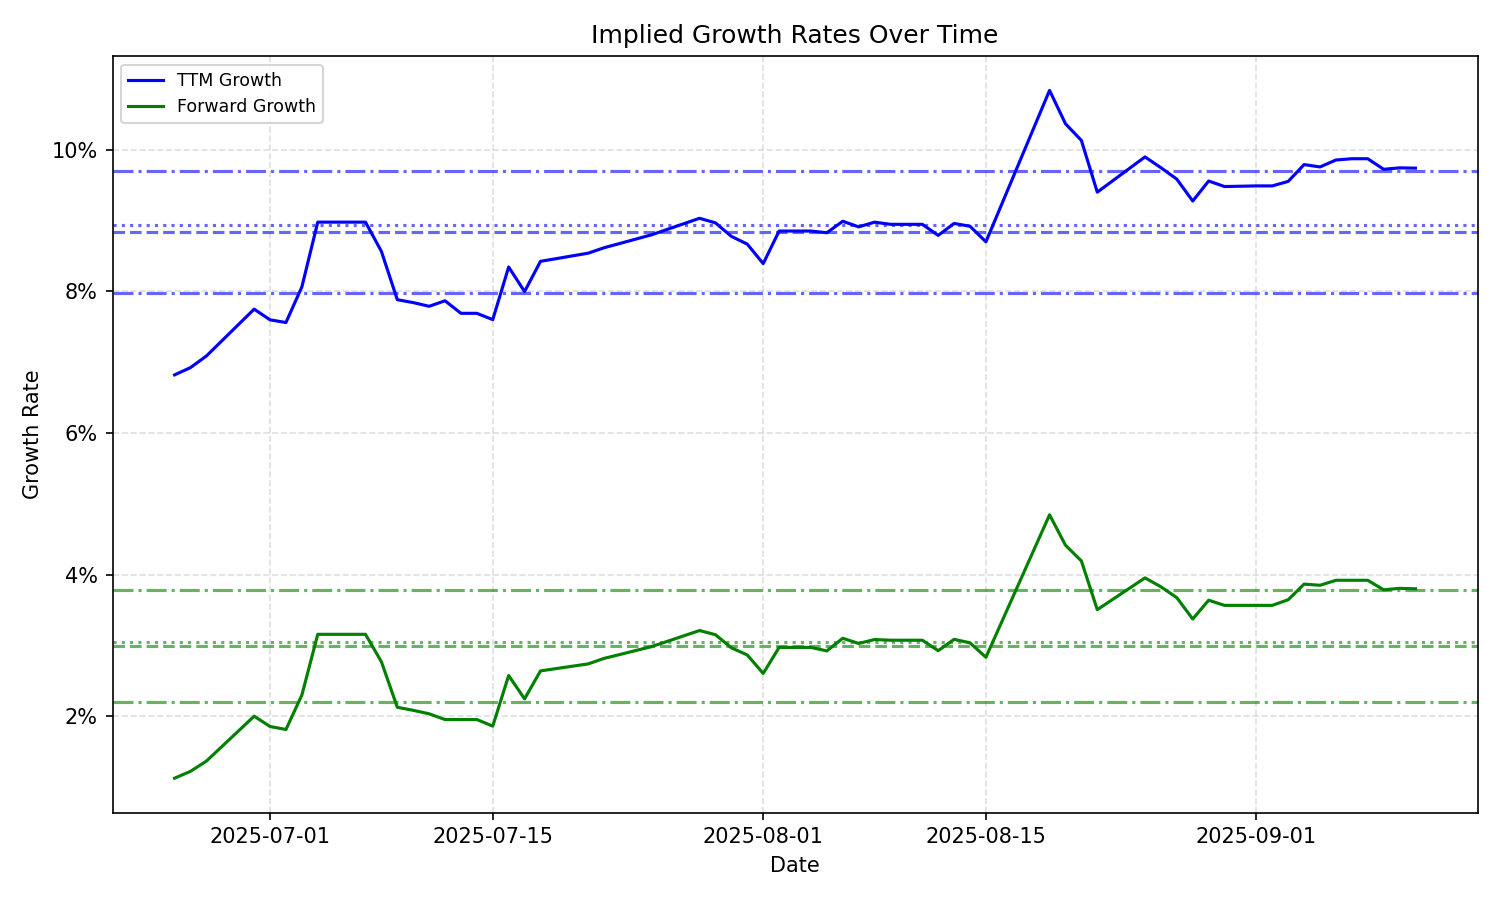 Implied Growth Rates Over Time
TTM Growth
Forward Growth
10%
8%
6%
4%
2%
Growth Rate
2025-07-01
2025-07-15
2025-08-01
2025-08-15
2025-09-01
Date